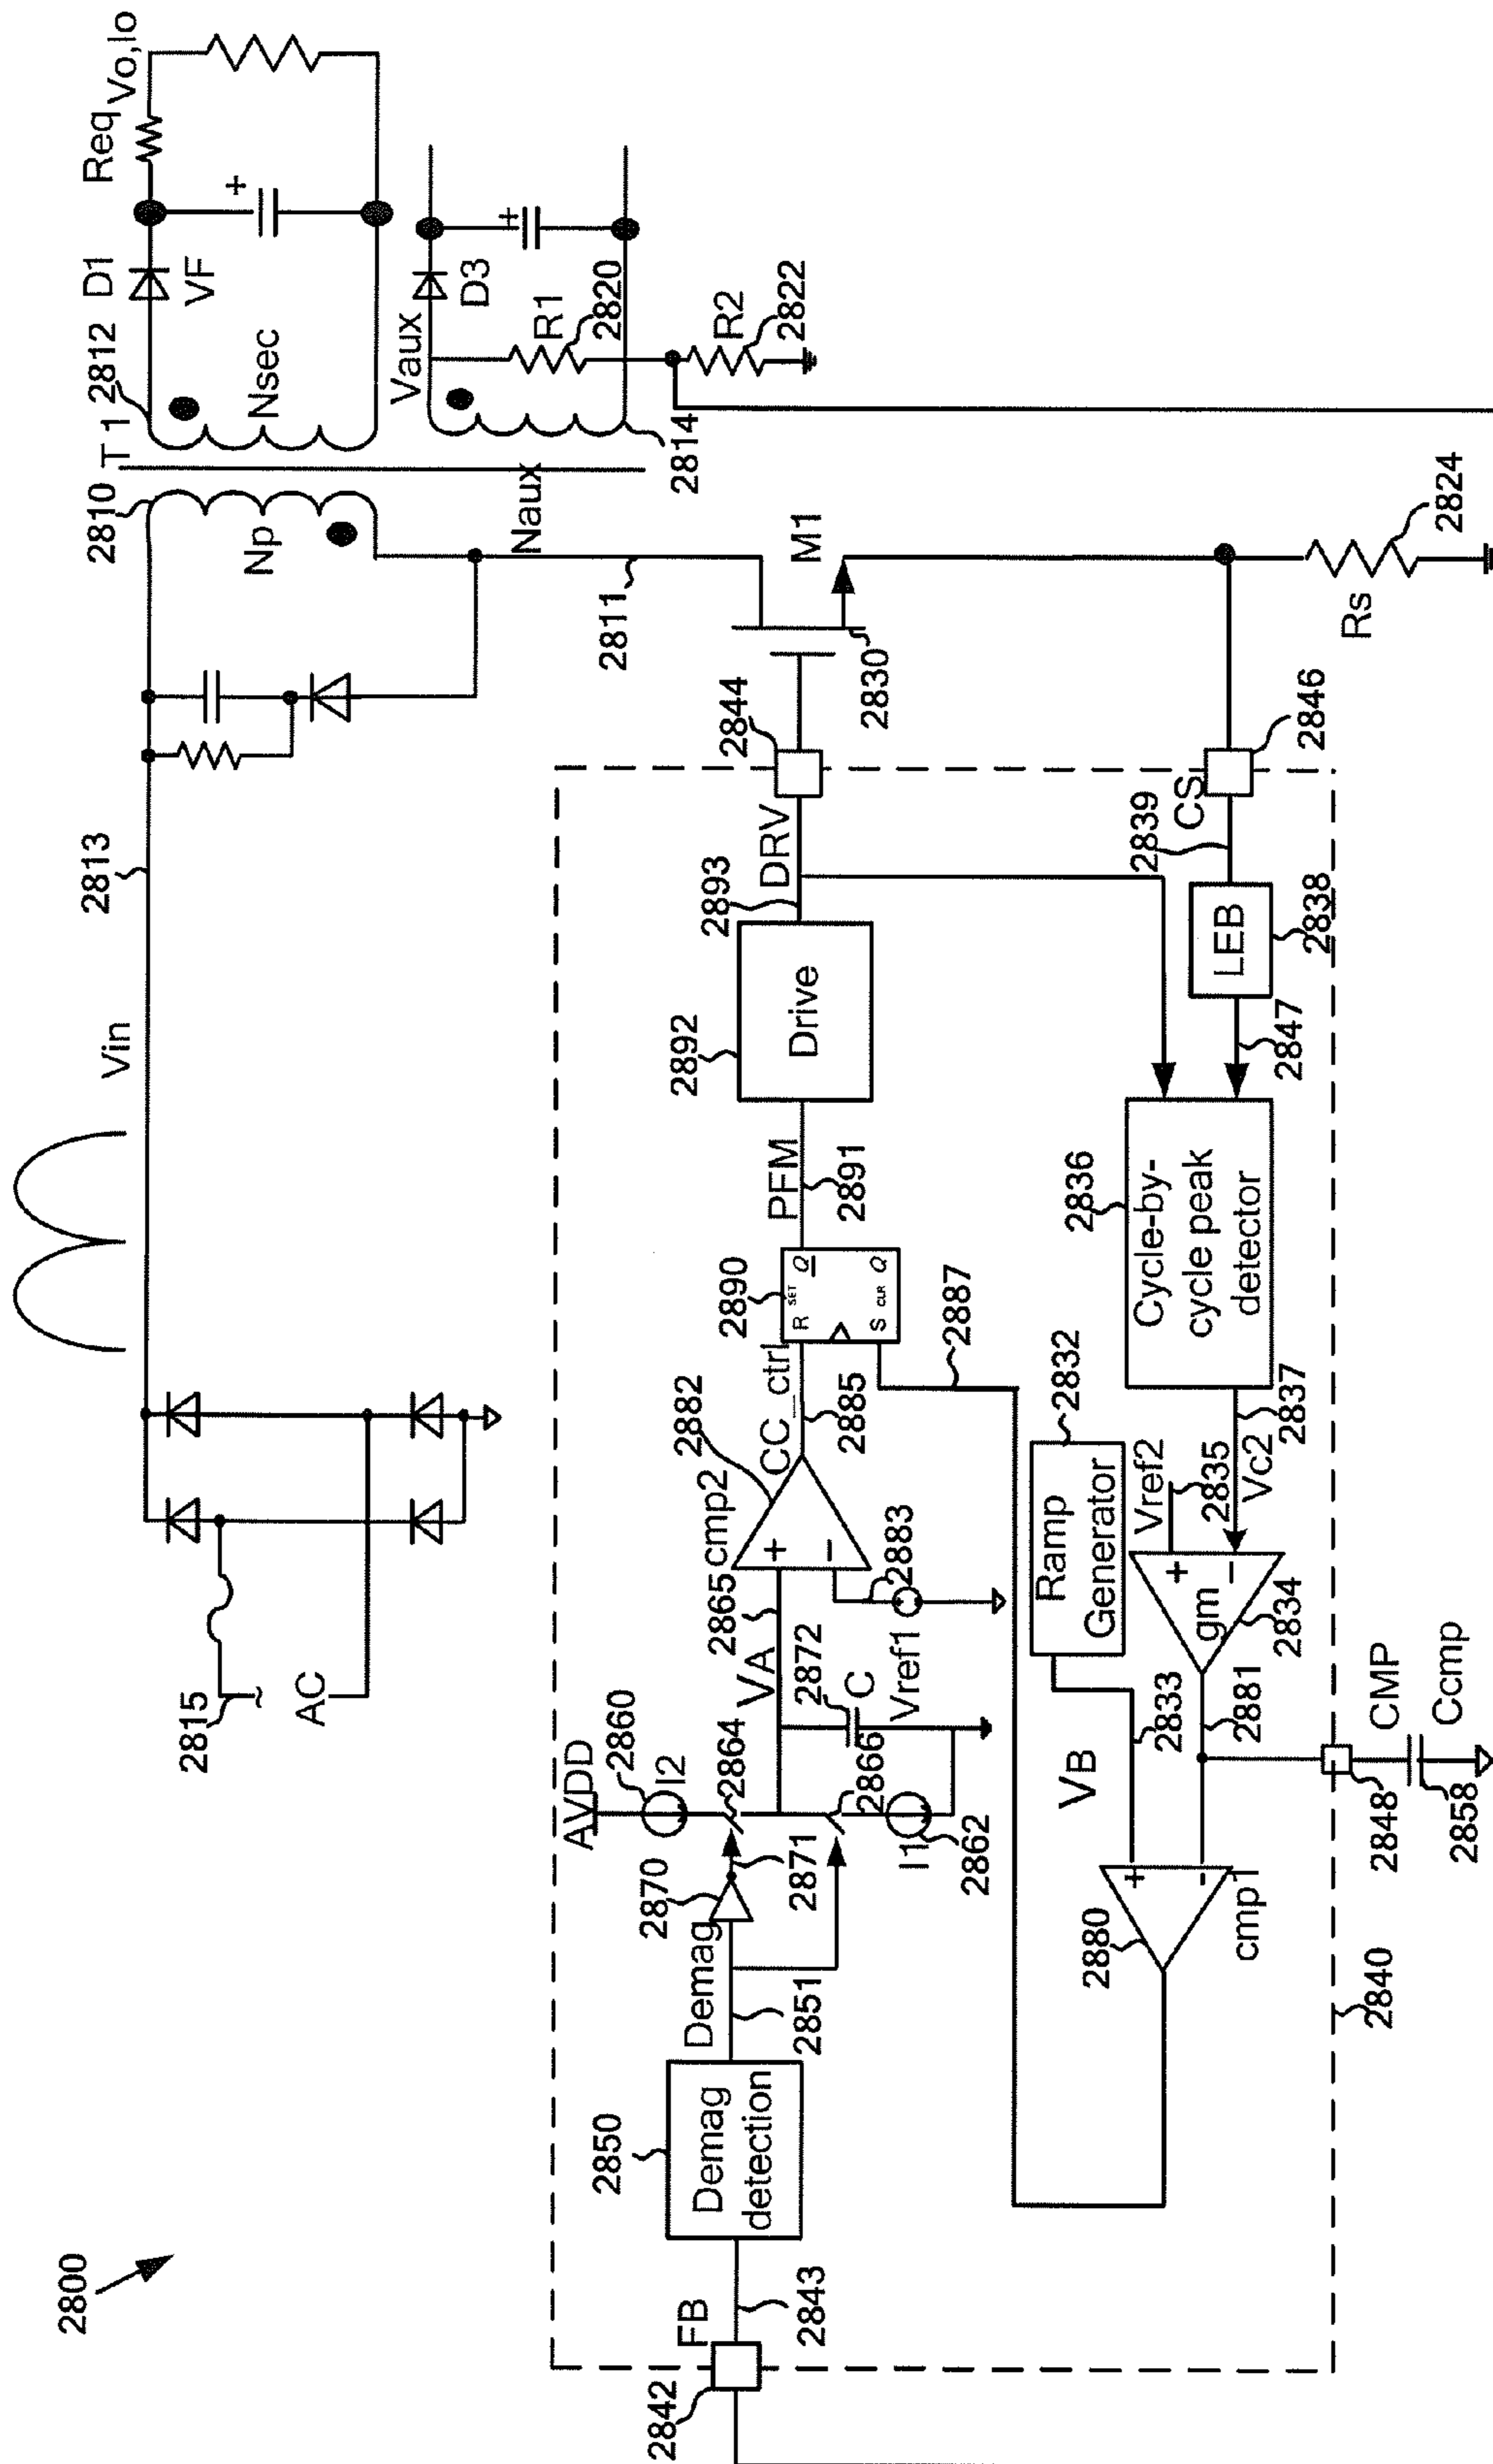 2800
2815
AC
Vin
2813
2810
Np
T1
2812
D1
VF
Nsec
Req
Vo,Io
Naux
Vaux
D3
R1
2820
R2
2822
2814
2811
M1
2830
2844
2824
Rs
2846
CS
2839
LEB
2838
2847
DRV
2893
Drive
2892
PFM
2891
2890
R
SET
Q
S
CLR
Q
2887
CC_ctrl
2885
2882
cmp2
+
-
2883
Vref1
2865
VA
2872
C
AVDD
2860
I2
2864
2866
I1
2862
2870
2871
Demag
2851
2850
Demag
detection
FB
2843
2842
2836
Cycle-by-
cycle peak
detector
2832
Ramp
Generator
2837
Vc2
Vref2
2835
+
-
gm
2834
2833
VB
2881
CMP
Ccmp
2848
2858
+
-
2880
cmp1
2840
+
+